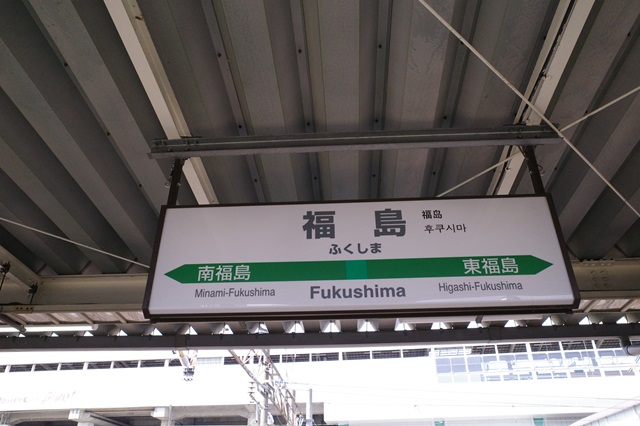 福島
福岛
후쿠시마
ふくしま
南福島
東福島
Minami-Fukushima
Fukushima
Higashi-Fukushima